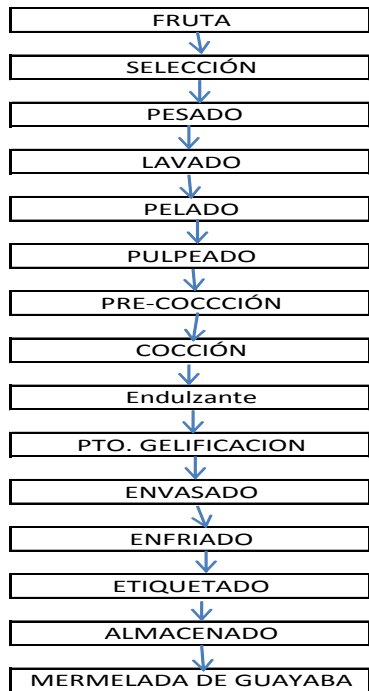 FRUTA
SELECCIÓN
PESADO
LAVADO
PELADO
PULPEADO
PRE-COCCCIÓN
COCCIÓN
Endulzante
PTO. GELIFICACION
ENVASADO
ENFRIADO
ETIQUETADO
ALMACENADO
MERMELADA DE GUAYABA